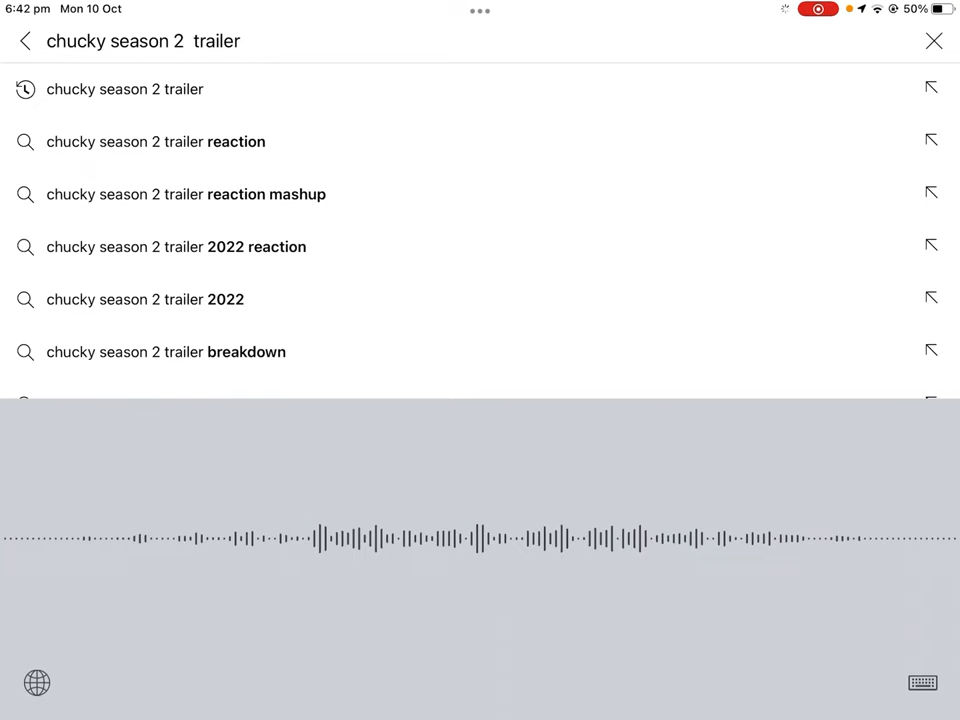 6:42 pm Mon 10 Oct 50%
chucky season 2  trailer
chucky season 2 trailer
chucky season 2 trailer reaction
chucky season 2 trailer reaction mashup
chucky season 2 trailer 2022 reaction
chucky season 2 trailer 2022
chucky season 2 trailer breakdown